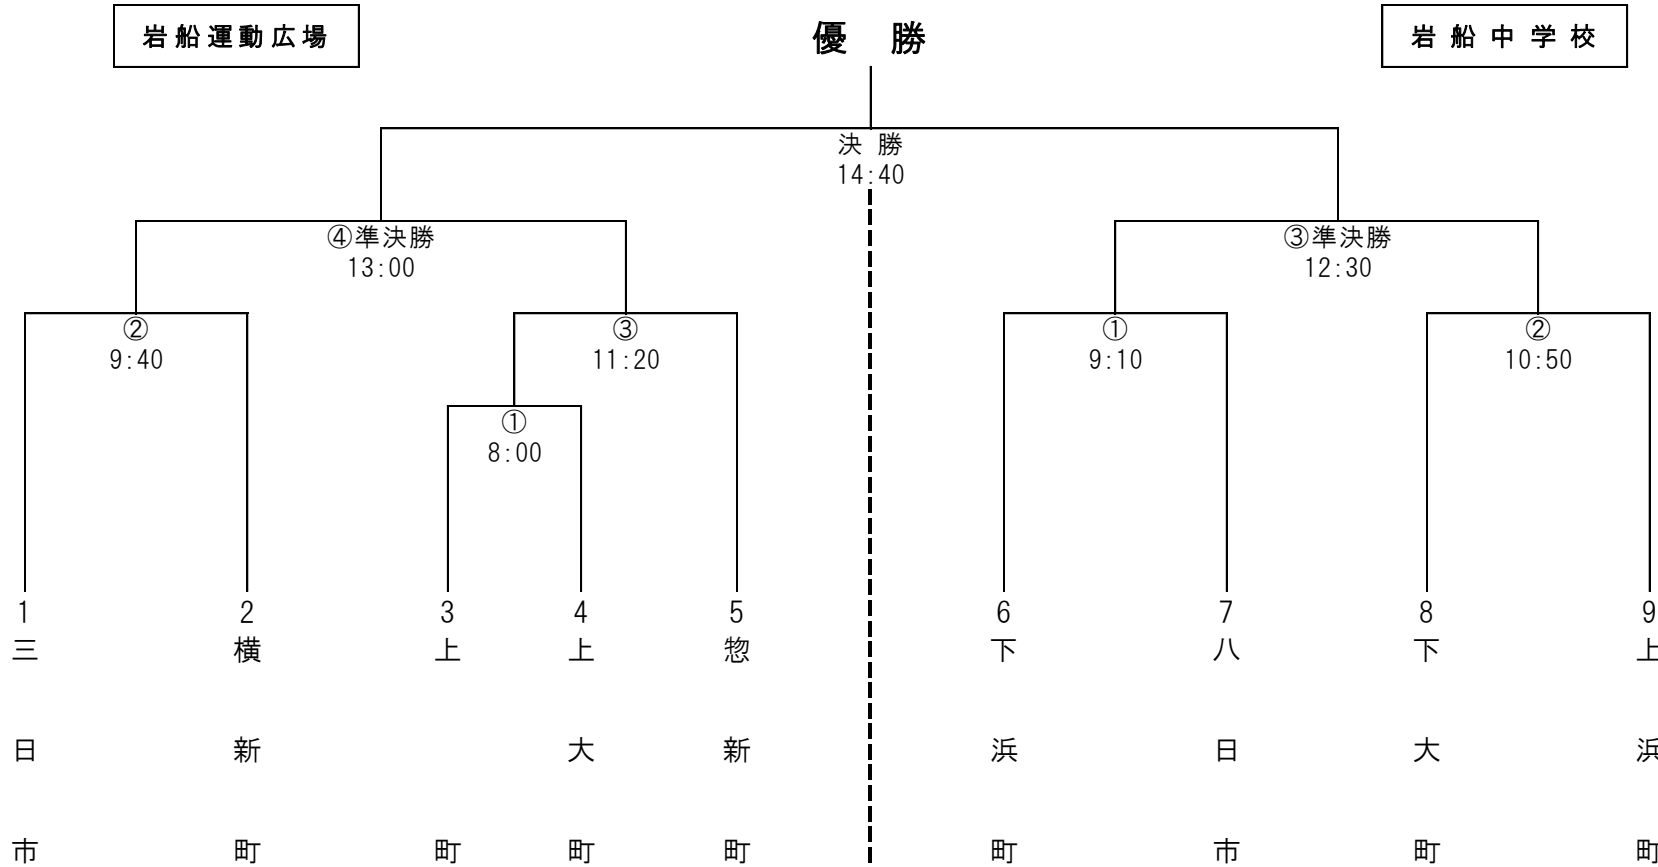 岩船運動広場
優 勝
岩船中学校
決 勝
14:40
④準決勝
13:00
③準決勝
12:30
②
9:40
③
11:20
①
9:10
②
10:50
①
8:00
1
三日市
2
横新町
3
上町
4
上大町
5
惣新町
6
下浜町
7
八日市
8
下大町
9
上浜町